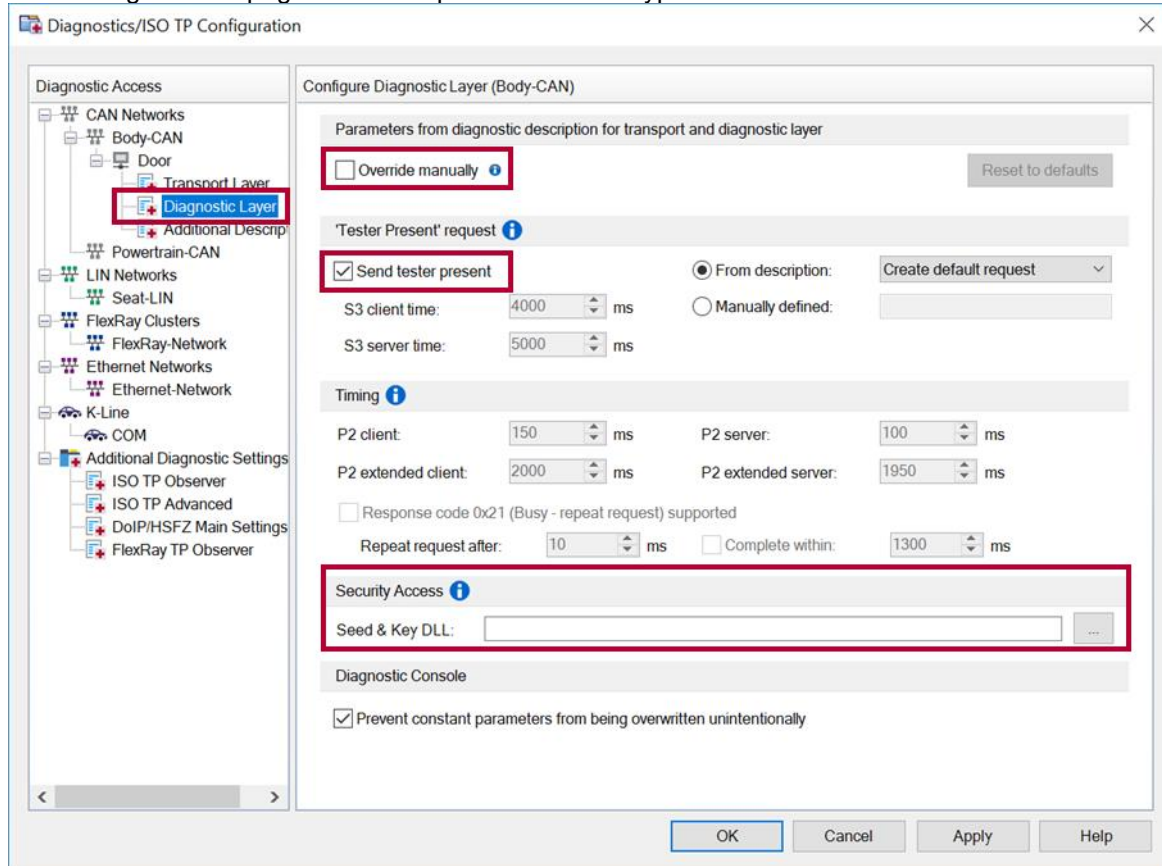 Diagnostics/ISO TP Configuration
Diagnostic Access
CAN Networks
Body-CAN
Door
Transport Layer
Diagnostic Layer
Additional Descrip
Powertrain-CAN
LIN Networks
Seat-LIN
FlexRay Clusters
FlexRay-Network
Ethernet Networks
Ethernet-Network
K-Line
COM
Additional Diagnostic Settings
ISO TP Observer
ISO TP Advanced
DoIP/HSFZ Main Settings
FlexRay TP Observer
Configure Diagnostic Layer (Body-CAN)
Parameters from diagnostic description for transport and diagnostic layer
Override manually Reset to defaults
'Tester Present' request
Send tester present From description: Create default request
S3 client time: 4000 ms Manually defined:
S3 server time: 5000 ms
Timing
P2 client: 150 ms P2 server: 100 ms
P2 extended client: 2000 ms P2 extended server: 1950 ms
Response code 0x21 (Busy - repeat request) supported
Repeat request after: 10 ms Complete within: 1300 ms
Security Access
Seed & Key DLL: ...
Diagnostic Console
Prevent constant parameters from being overwritten unintentionally
OK Cancel Apply Help